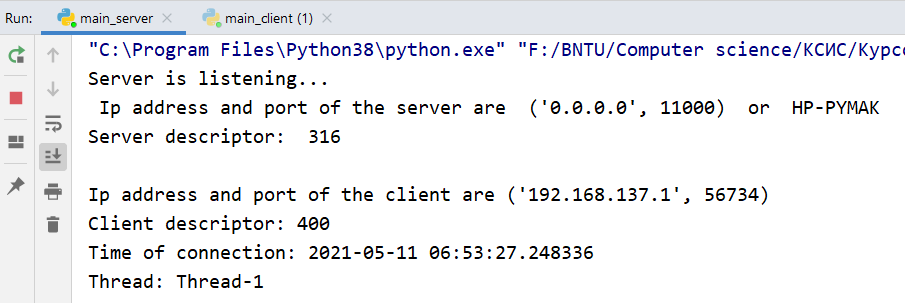 Run: main_server main_client (1)
"C:\Program Files\Python38\python.exe" "F:/BNTU/Computer science/КСИС/Курсо
Server is listening...
Ip address and port of the server are ('0.0.0.0', 11000) or HP-PYMAK
Server descriptor: 316
Ip address and port of the client are ('192.168.137.1', 56734)
Client descriptor: 400
Time of connection: 2021-05-11 06:53:27.248336
Thread: Thread-1